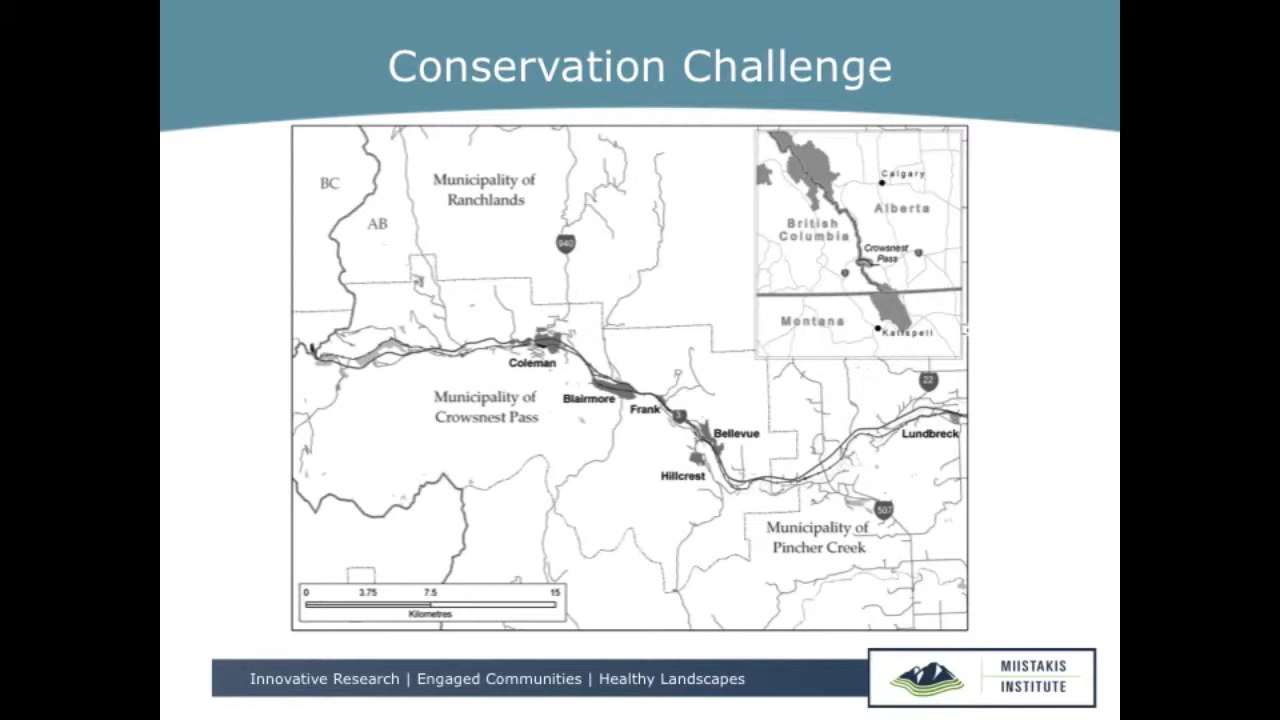 Conservation Challenge
BC
AB
Municipality of
Ranchlands
940
Calgary
Alberta
British
Columbia
Crowsnest
Pass
Montana
Kalispell
Coleman
Municipality of
Crowsnest Pass
Blairmore
Frank
3
Bellevue
Hillcrest
22
Lundbreck
507
Municipality of
Pincher Creek
0 3.75 7.5 15
Kilometres
Innovative Research | Engaged Communities | Healthy Landscapes
MIISTAKIS
INSTITUTE